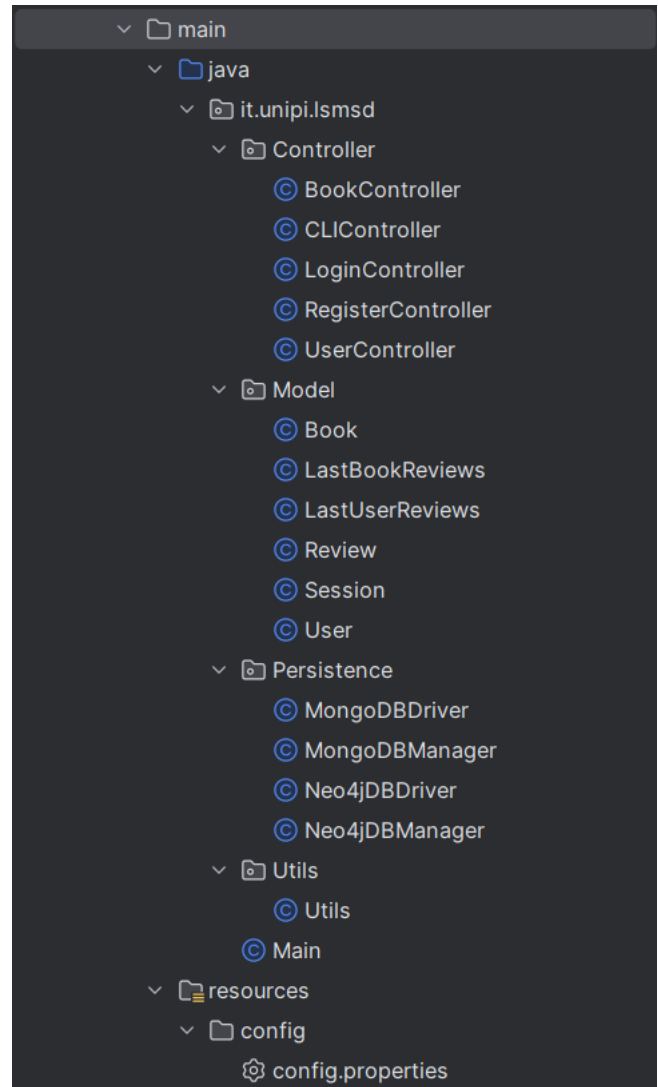 main
java
it.unipi.lsmsd
Controller
BookController
CLIController
LoginController
RegisterController
UserController
Model
Book
LastBookReviews
LastUserReviews
Review
Session
User
Persistence
MongoDBDriver
MongoDBManager
Neo4jDBDriver
Neo4jDBManager
Utils
Utils
Main
resources
config
config.properties